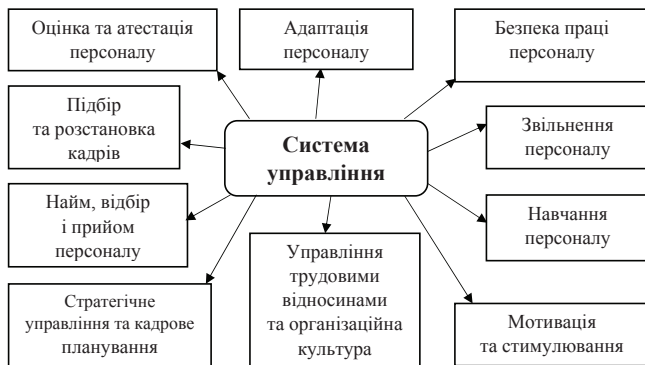 Оцінка та атестація
персоналу
Адаптація
персоналу
Безпека праці
персоналу
Підбір
та розстановка
кадрів
Система
управління
Звільнення
персоналу
Найм, відбір
і прийом
персоналу
Навчання
персоналу
Управління
трудовими
відносинами
та організаційна
культура
Стратегічне
управління та кадрове
планування
Мотивація
та стимулювання